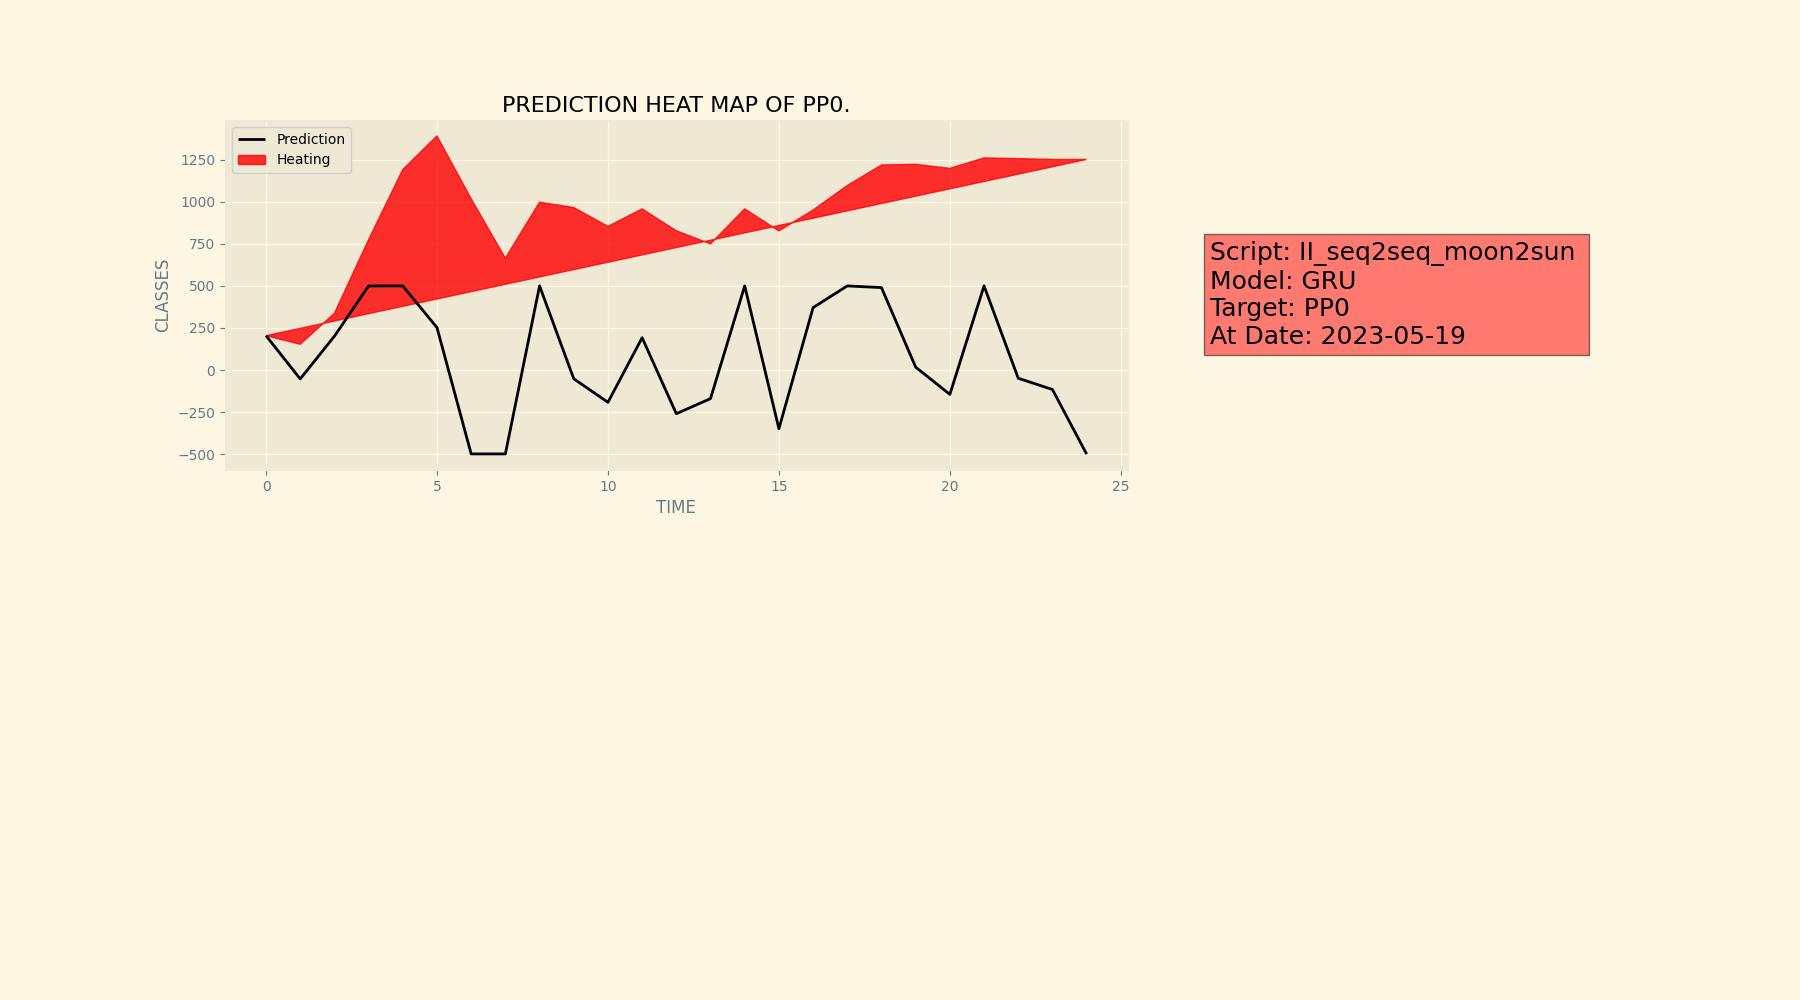 PREDICTION HEAT MAP OF PP0.
Prediction
Heating
CLASSES
1250
1000
750
500
250
0
−250
−500
0 5 10 15 20 25
TIME
Script: II_seq2seq_moon2sun
Model: GRU
Target: PP0
At Date: 2023-05-19